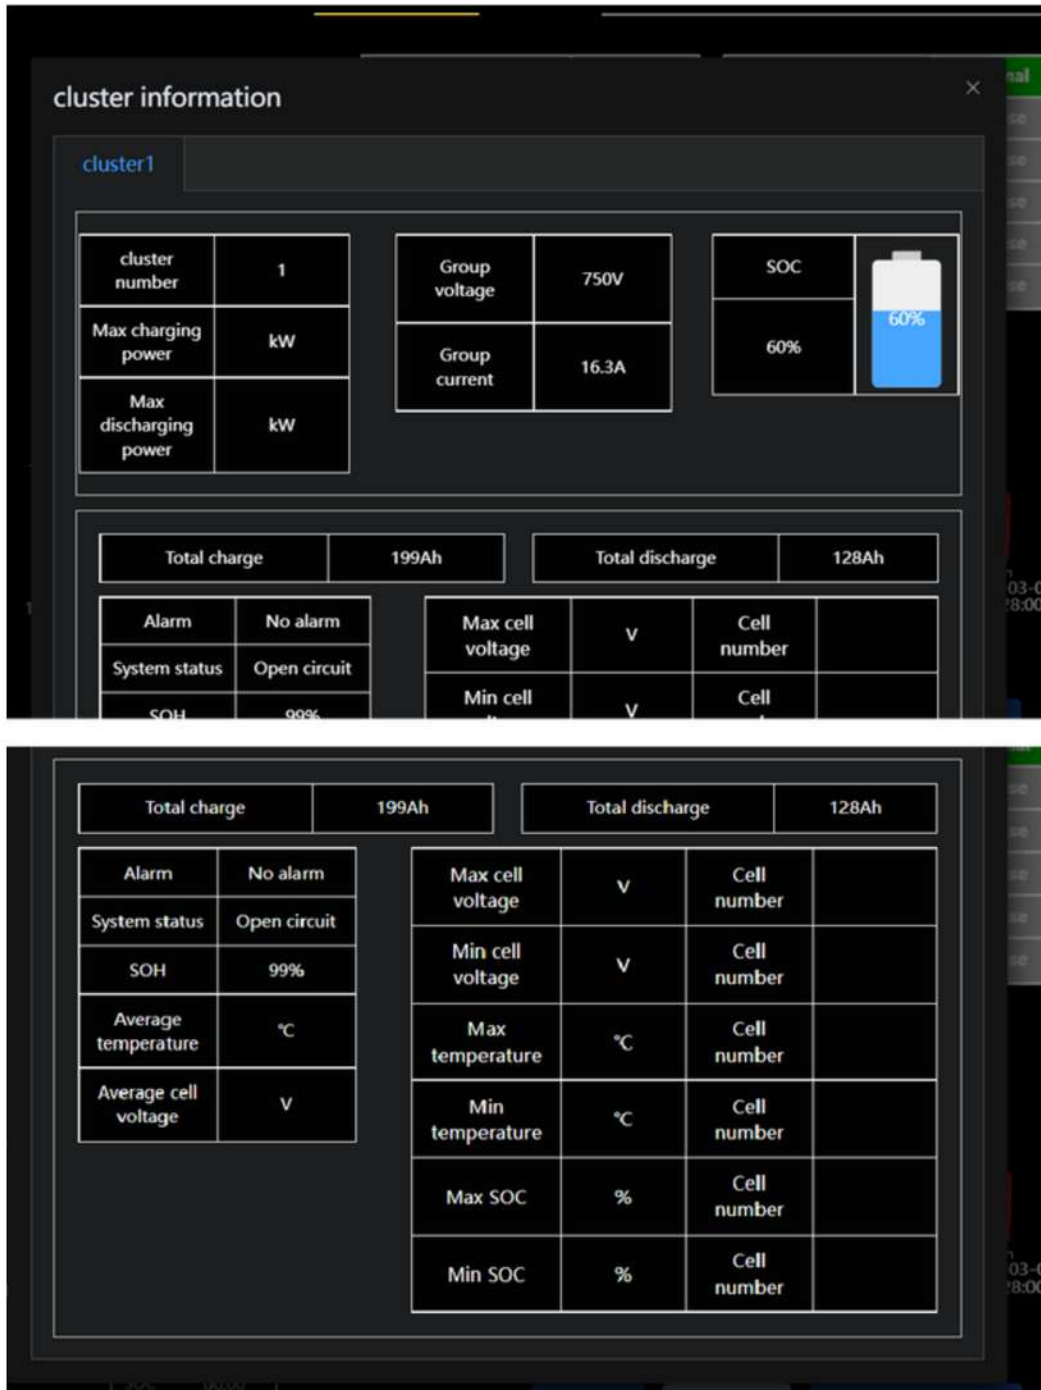 cluster information
×
cluster1
cluster
number
1
Max charging
power
kW
Max
discharging
power
kW
Group
voltage
750V
Group
current
16.3A
SOC
60%
60%
Total charge
199Ah
Total discharge
128Ah
Alarm
No alarm
System status
Open circuit
SOH
99%
Max cell
voltage
V
Cell
number
Min cell
V
Cell
Total charge
199Ah
Total discharge
128Ah
Alarm
No alarm
System status
Open circuit
SOH
99%
Average
temperature
℃
Average cell
voltage
V
Max cell
voltage
V
Cell
number
Min cell
voltage
V
Cell
number
Max
temperature
℃
Cell
number
Min
temperature
℃
Cell
number
Max SOC
%
Cell
number
Min SOC
%
Cell
number